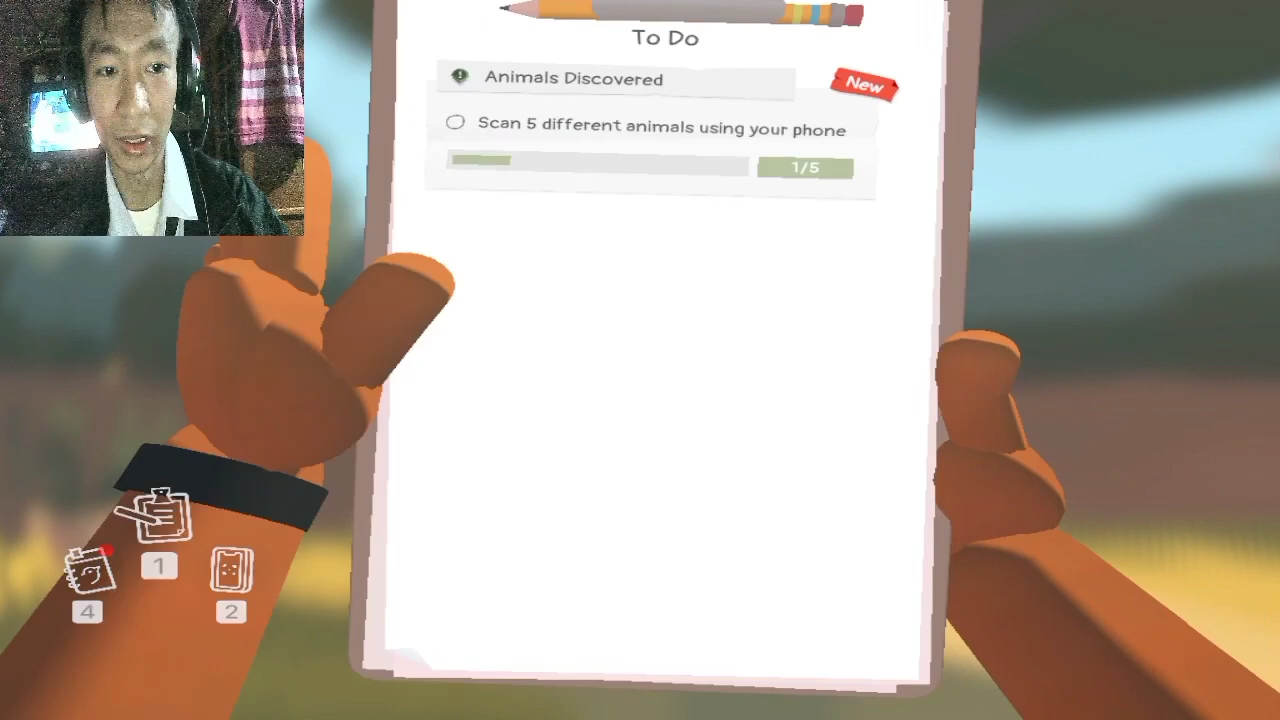 To Do
Animals Discovered
New
Scan 5 different animals using your phone
1/5
1
4
2